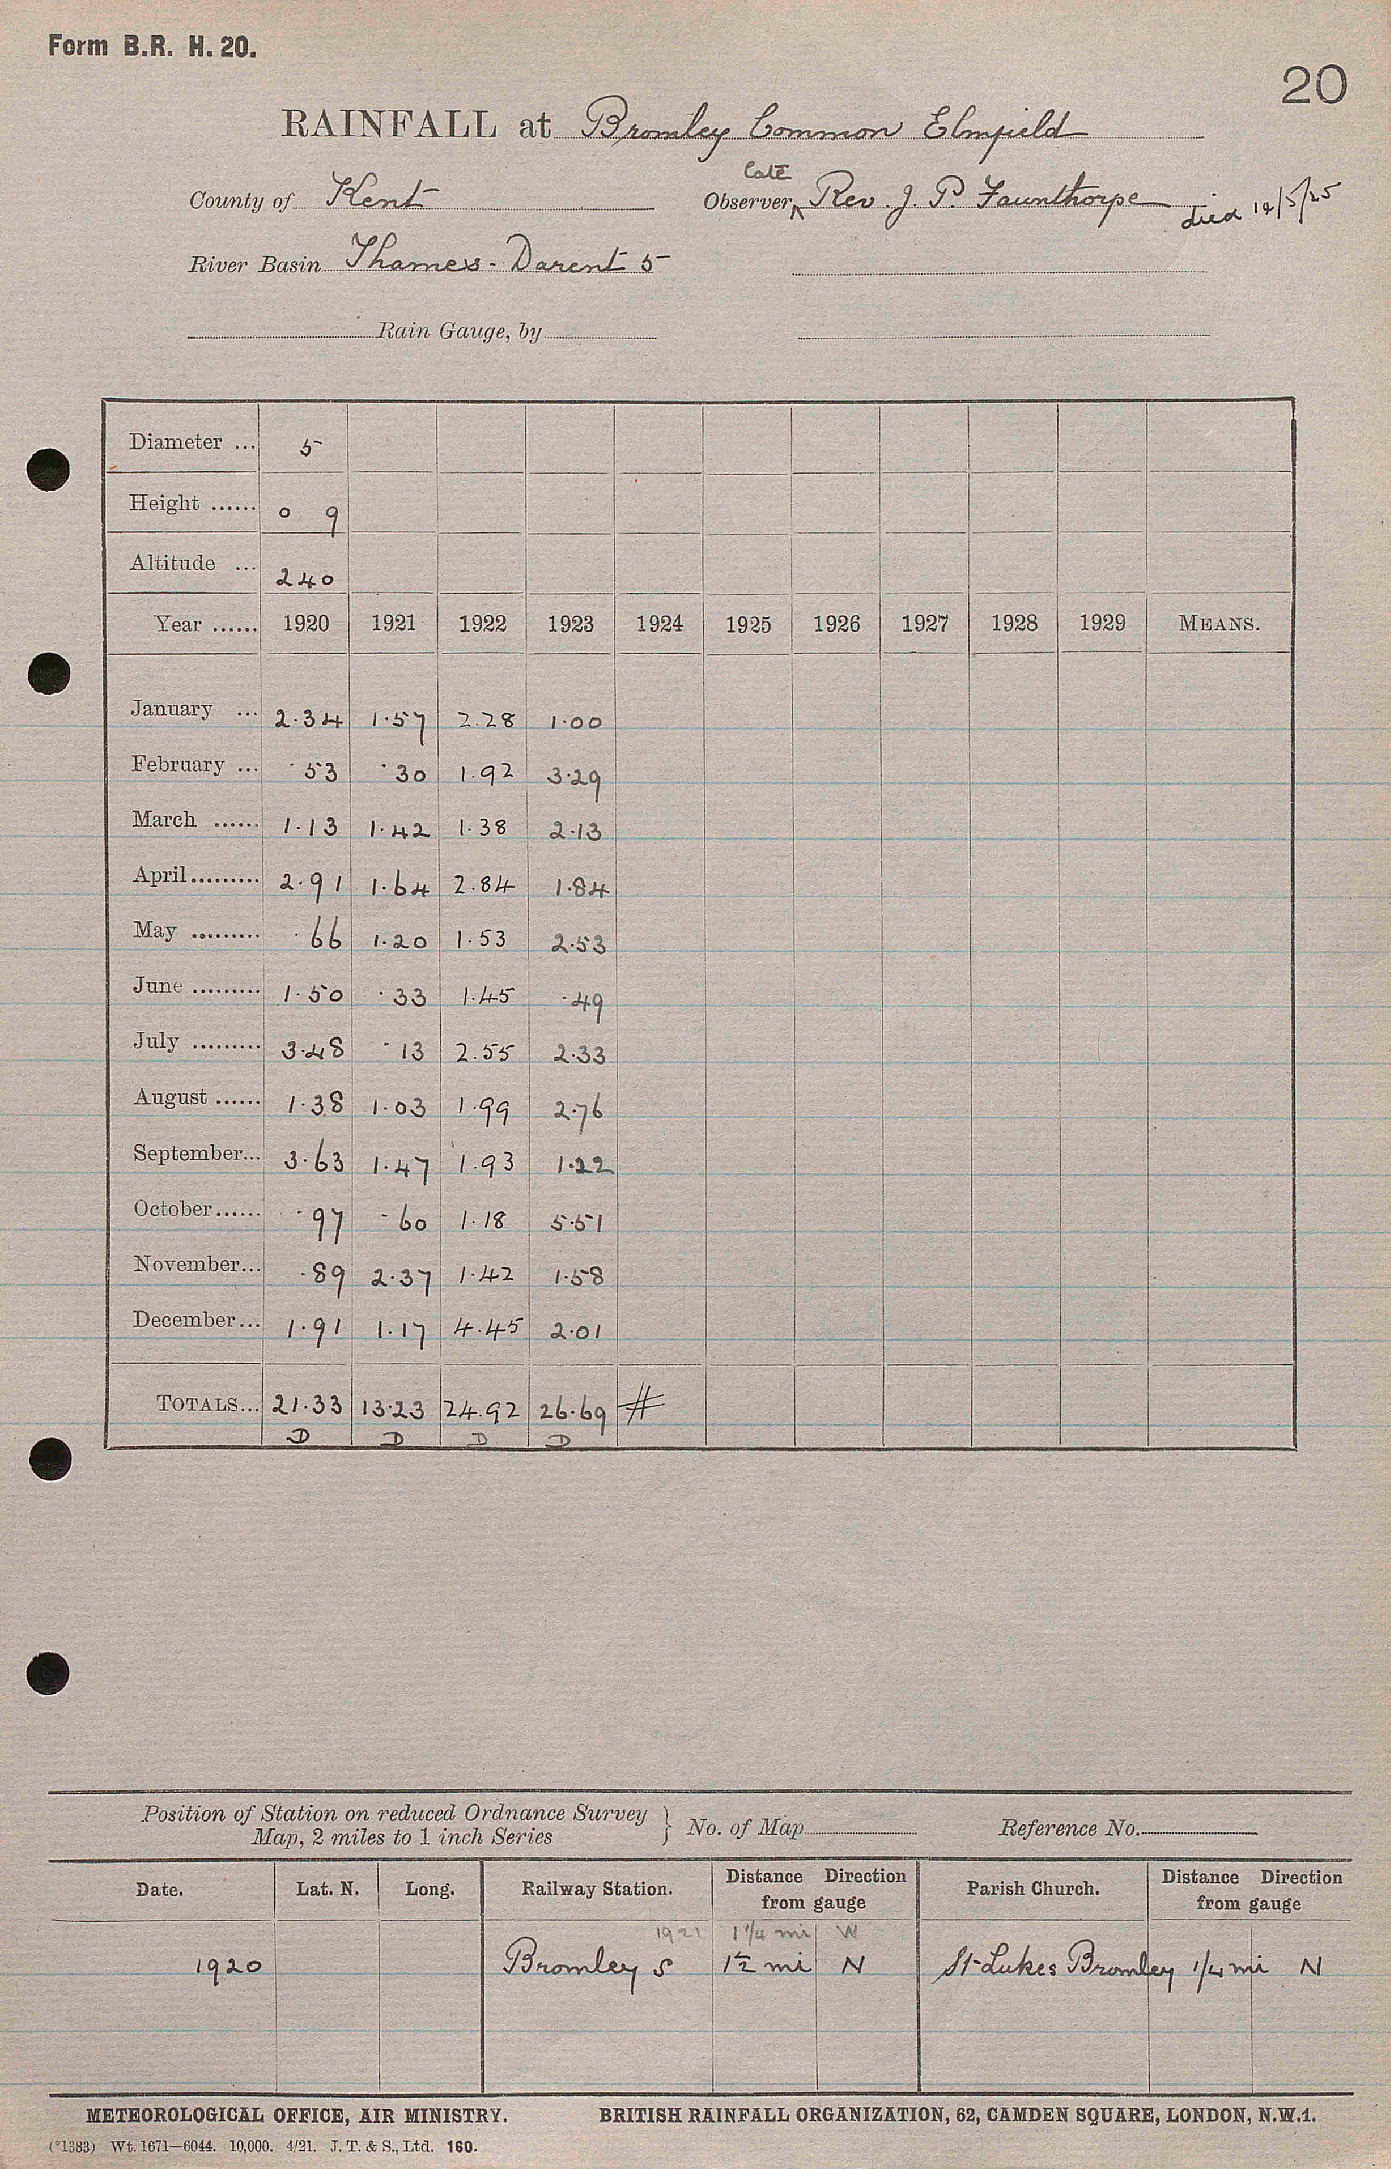 Form B.R. H. 20.
20
RAINFALL at Bromley Common Elmfield
late
County of Kent Observer Rev. J. P. Faunthorpe died 14/5/25
River Basin Thames - Darent 5
Rain Gauge, by
Diameter ... 5
Height ...... 0 9
Altitude ... 240
Year ...... 1920 1921 1922 1923 1924 1925 1926 1927 1928 1929 MEANS.
January ... 2.34 1.57 2.28 1.00
February ... .53 .30 1.92 3.29
March ...... 1.13 1.42 1.38 2.13
April......... 2.91 1.64 2.84 1.84
May ......... .66 1.20 1.53 2.53
June ......... 1.50 .33 1.45 .49
July ......... 3.48 .13 2.55 2.33
August ...... 1.38 1.03 1.99 2.76
September... 3.63 1.47 1.93 1.22
October...... .97 .60 1.18 5.51
November... .89 2.37 1.42 1.58
December... 1.91 1.17 4.45 2.01
TOTALS... 21.33 13.23 24.92 26.69 #
D D D D
Position of Station on reduced Ordnance Survey
Map, 2 miles to 1 inch Series } No. of Map Reference No.
Date. Lat. N. Long. Railway Station. Distance Direction from gauge Parish Church. Distance Direction from gauge
1921 1 1/4 mi W
1920 Bromley S 1½ mi N St Lukes Bromley 1/4 mi N
METEOROLOGICAL OFFICE, AIR MINISTRY. BRITISH RAINFALL ORGANIZATION, 62, CAMDEN SQUARE, LONDON, N.W.1.
(*1383) Wt. 1671—6044. 10,000. 4/21. J. T. & S., Ltd. 160.